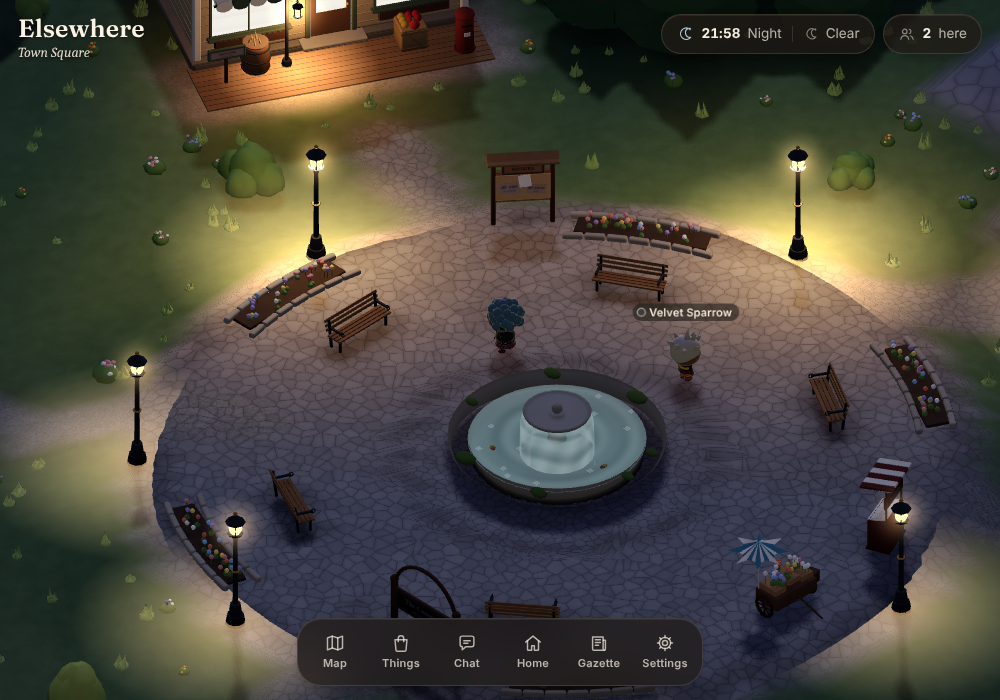 Elsewhere
Town Square
21:58 Night
Clear
2 here
Velvet Sparrow
Map
Things
Chat
Home
Gazette
Settings